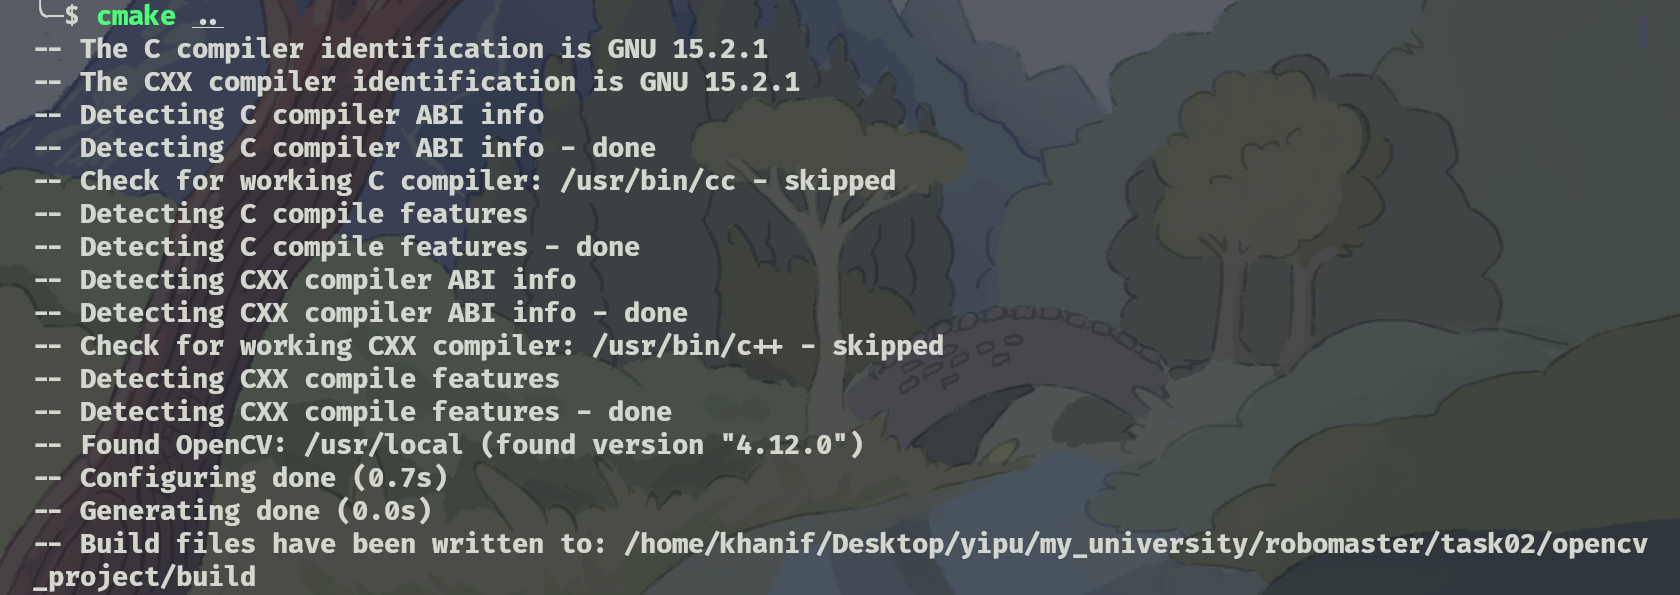 ╰─$ cmake ..
-- The C compiler identification is GNU 15.2.1
-- The CXX compiler identification is GNU 15.2.1
-- Detecting C compiler ABI info
-- Detecting C compiler ABI info - done
-- Check for working C compiler: /usr/bin/cc - skipped
-- Detecting C compile features
-- Detecting C compile features - done
-- Detecting CXX compiler ABI info
-- Detecting CXX compiler ABI info - done
-- Check for working CXX compiler: /usr/bin/c++ - skipped
-- Detecting CXX compile features
-- Detecting CXX compile features - done
-- Found OpenCV: /usr/local (found version "4.12.0")
-- Configuring done (0.7s)
-- Generating done (0.0s)
-- Build files have been written to: /home/khanif/Desktop/yipu/my_university/robomaster/task02/opencv
_project/build